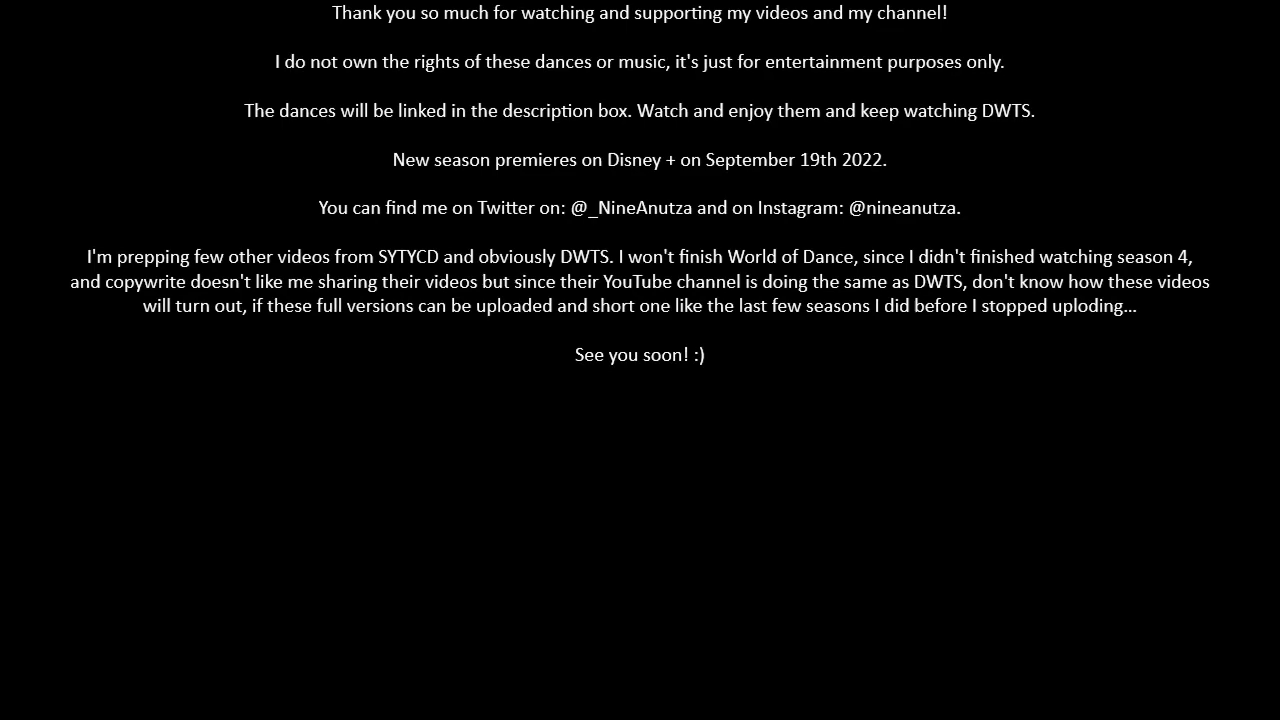 Thank you so much for watching and supporting my videos and my channel!
I do not own the rights of these dances or music, it's just for entertainment purposes only.
The dances will be linked in the description box. Watch and enjoy them and keep watching DWTS.
New season premieres on Disney + on September 19th 2022.
You can find me on Twitter on: @_NineAnutza and on Instagram: @nineanutza.
I'm prepping few other videos from SYTYCD and obviously DWTS. I won't finish World of Dance, since I didn't finished watching season 4,
and copywrite doesn't like me sharing their videos but since their YouTube channel is doing the same as DWTS, don't know how these videos
will turn out, if these full versions can be uploaded and short one like the last few seasons I did before I stopped uploding...
See you soon! :)